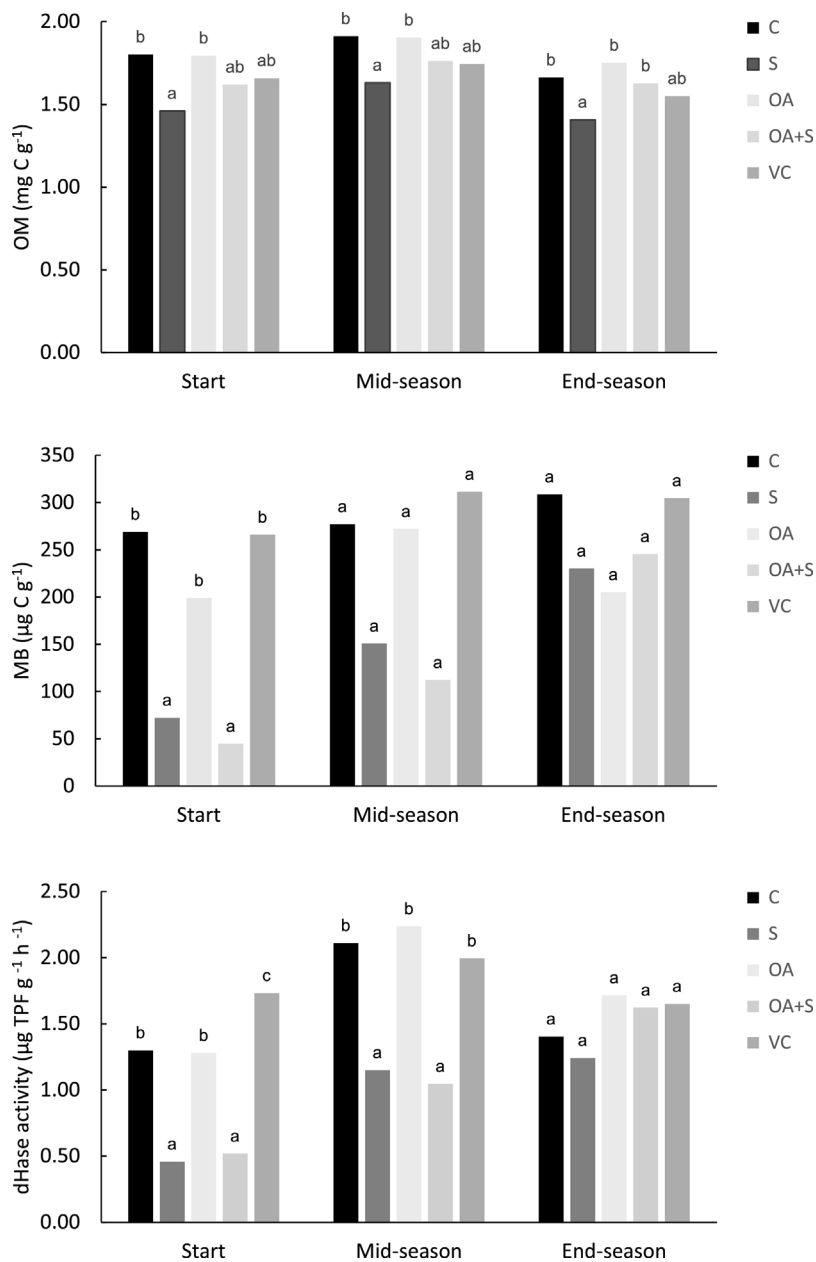 2.00
1.50
1.00
0.50
0.00
OM (mg C g⁻¹)
b a b ab ab
b a b ab ab
b a b b ab
Start Mid-season End-season
C
S
OA
OA+S
VC
350
300
250
200
150
100
50
0
MB (µg C g⁻¹)
b a b a b
a a a a a
a a a a a
Start Mid-season End-season
C
S
OA
OA+S
VC
2.50
2.00
1.50
1.00
0.50
0.00
dHase activity (µg TPF g ⁻¹ h ⁻¹)
b a b a c
b a b a b
a a a a a
Start Mid-season End-season
C
S
OA
OA+S
VC